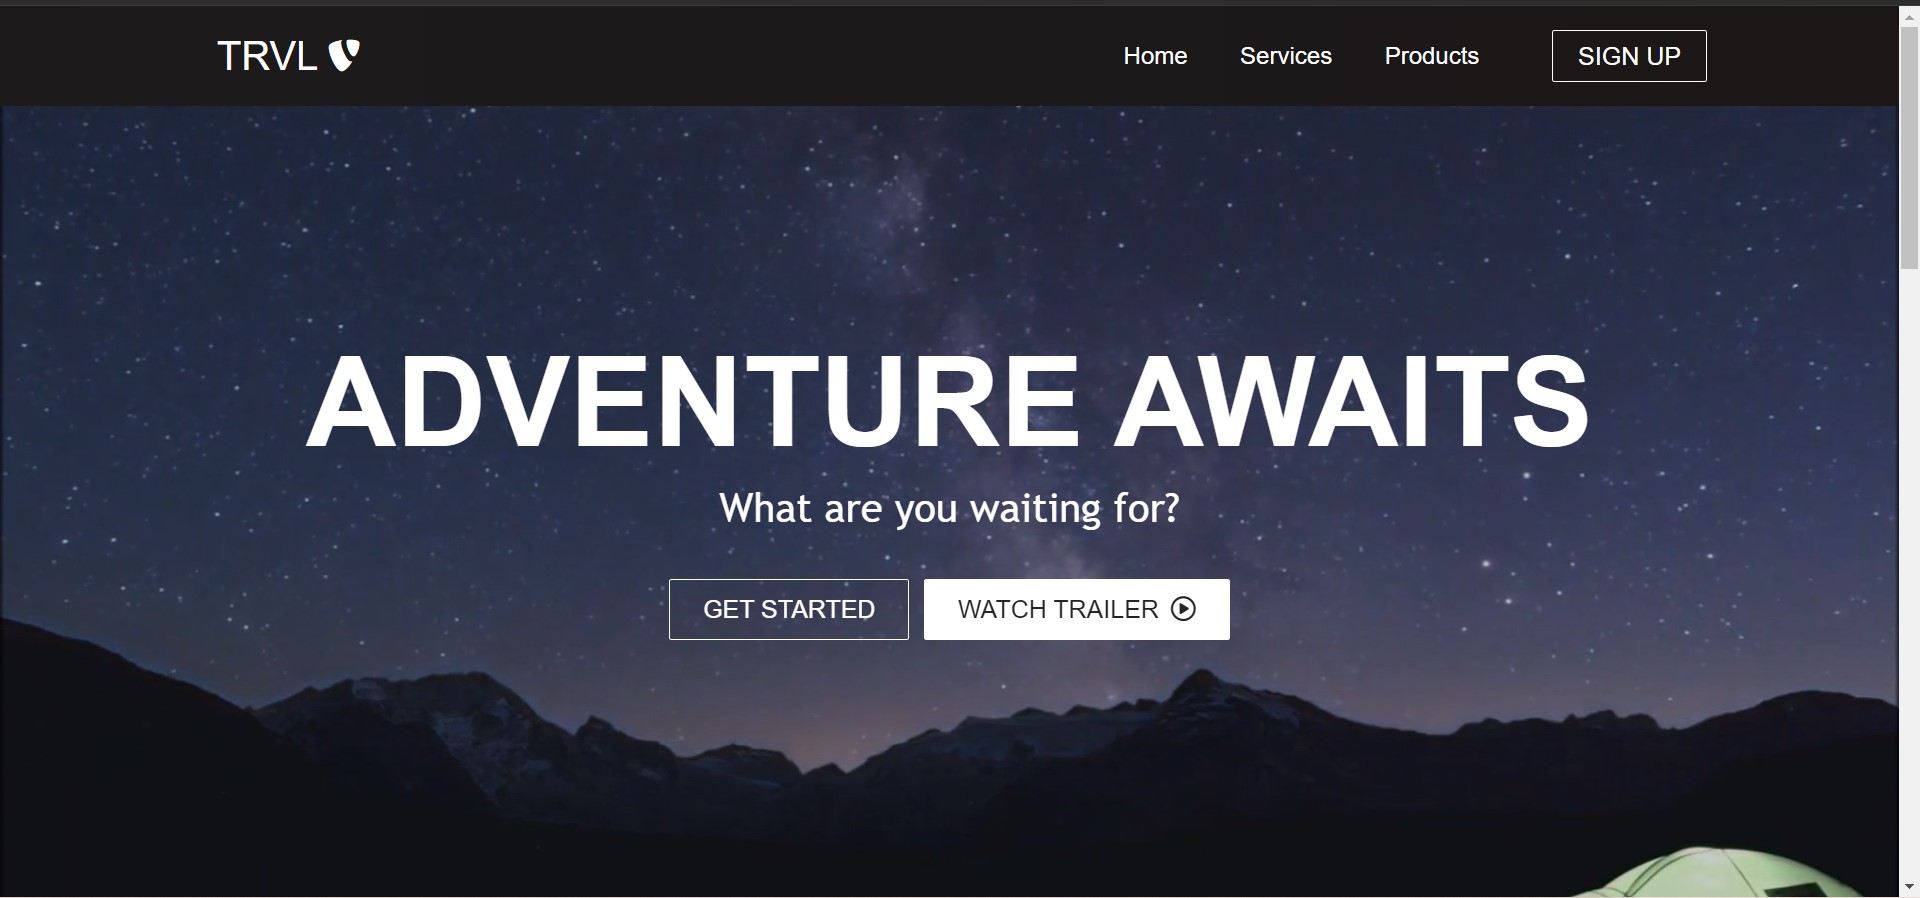 TRVL
Home Services Products SIGN UP
ADVENTURE AWAITS
What are you waiting for?
GET STARTED WATCH TRAILER